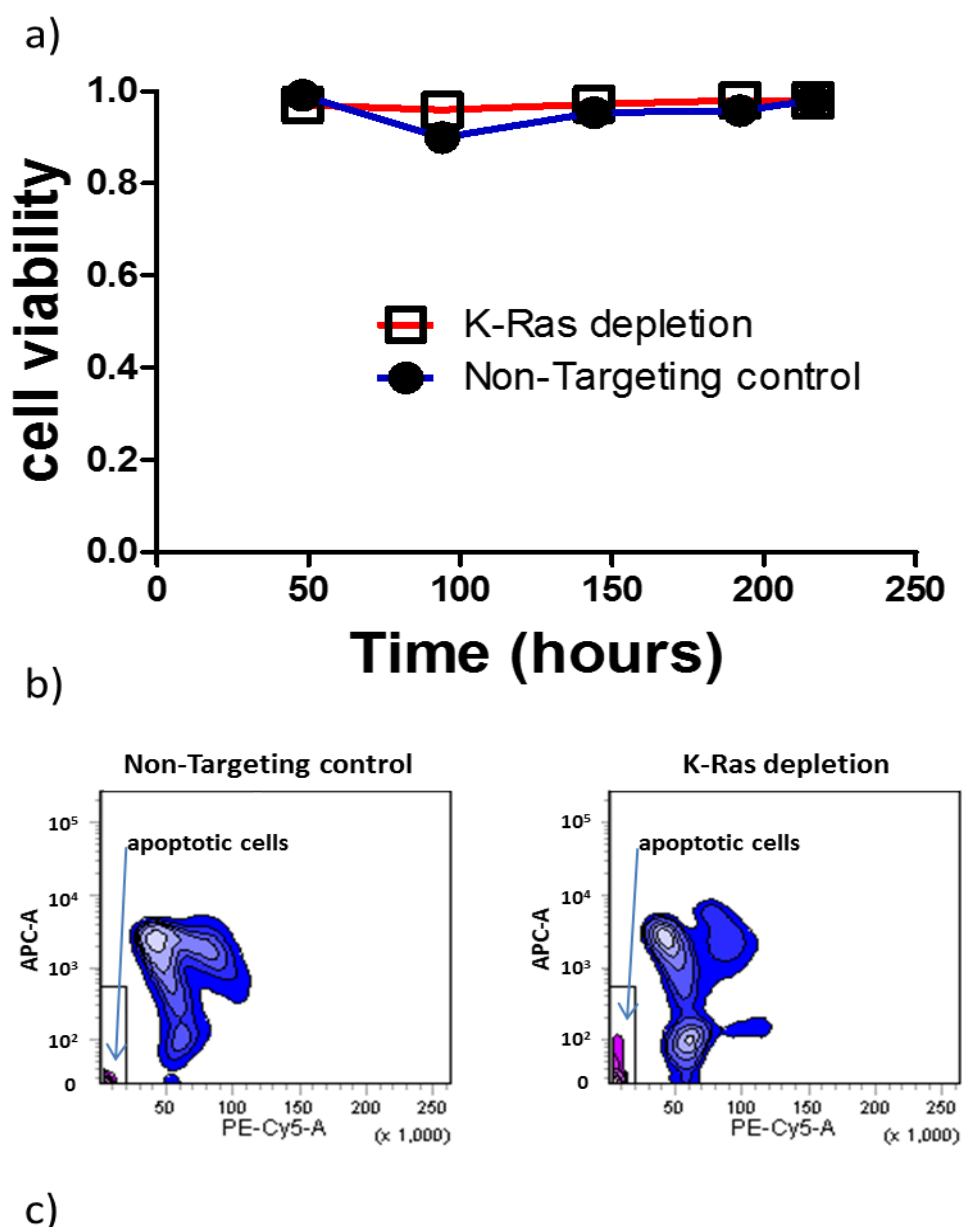 a)
1.0
0.8
0.6
0.4
0.2
0.0
cell viability
K-Ras depletion
Non-Targeting control
0 50 100 150 200 250
Time (hours)
b)
Non-Targeting control
10⁵
10⁴
10³
10²
0
APC-A
apoptotic cells
50 100 150 200 250
PE-Cy5-A
(x 1,000)
K-Ras depletion
10⁵
10⁴
10³
10²
0
APC-A
apoptotic cells
50 100 150 200 250
PE-Cy5-A
(x 1,000)
c)